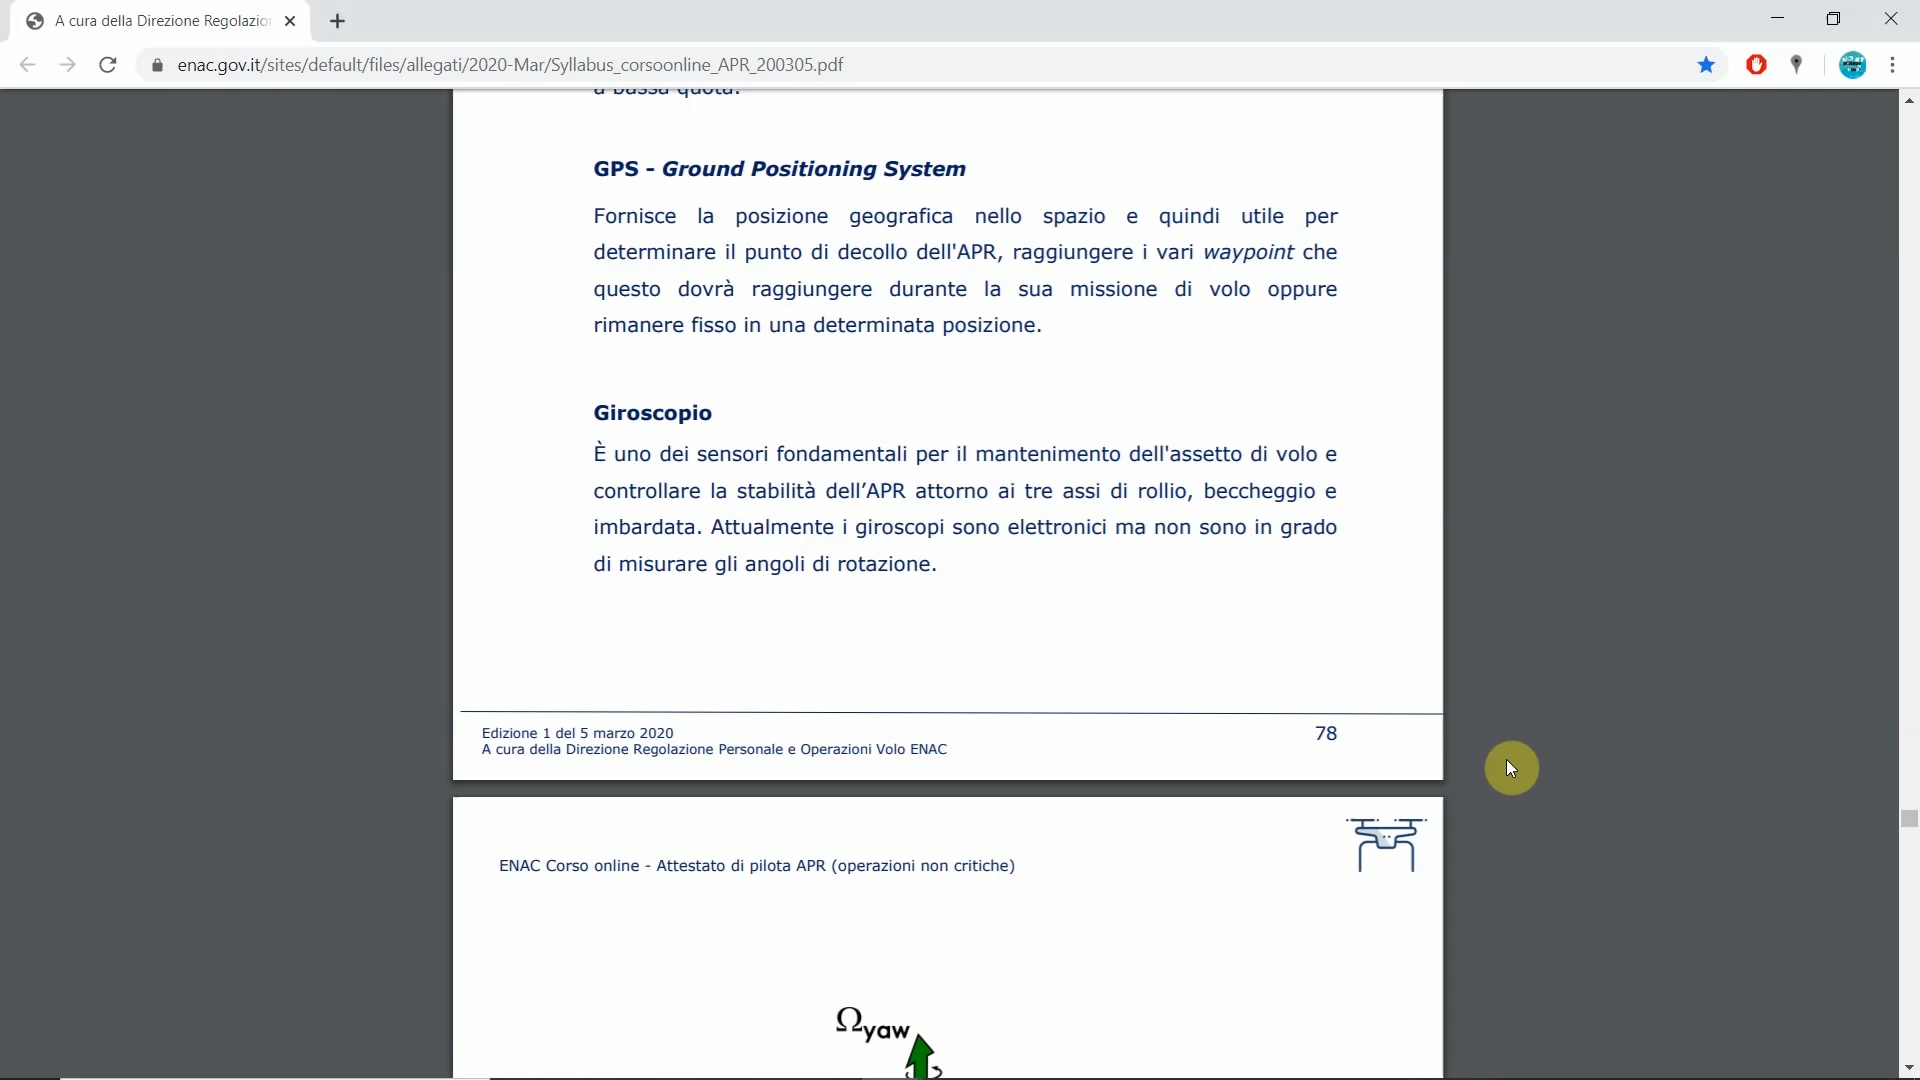 A cura della Direzione Regolazio
enac.gov.it/sites/default/files/allegati/2020-Mar/Syllabus_corsoonline_APR_200305.pdf
a bassa quota.
GPS - Ground Positioning System
Fornisce la posizione geografica nello spazio e quindi utile per
determinare il punto di decollo dell'APR, raggiungere i vari waypoint che
questo dovrà raggiungere durante la sua missione di volo oppure
rimanere fisso in una determinata posizione.
Giroscopio
È uno dei sensori fondamentali per il mantenimento dell'assetto di volo e
controllare la stabilità dell’APR attorno ai tre assi di rollio, beccheggio e
imbardata. Attualmente i giroscopi sono elettronici ma non sono in grado
di misurare gli angoli di rotazione.
Edizione 1 del 5 marzo 2020
78
A cura della Direzione Regolazione Personale e Operazioni Volo ENAC
ENAC Corso online - Attestato di pilota APR (operazioni non critiche)
Ωyaw